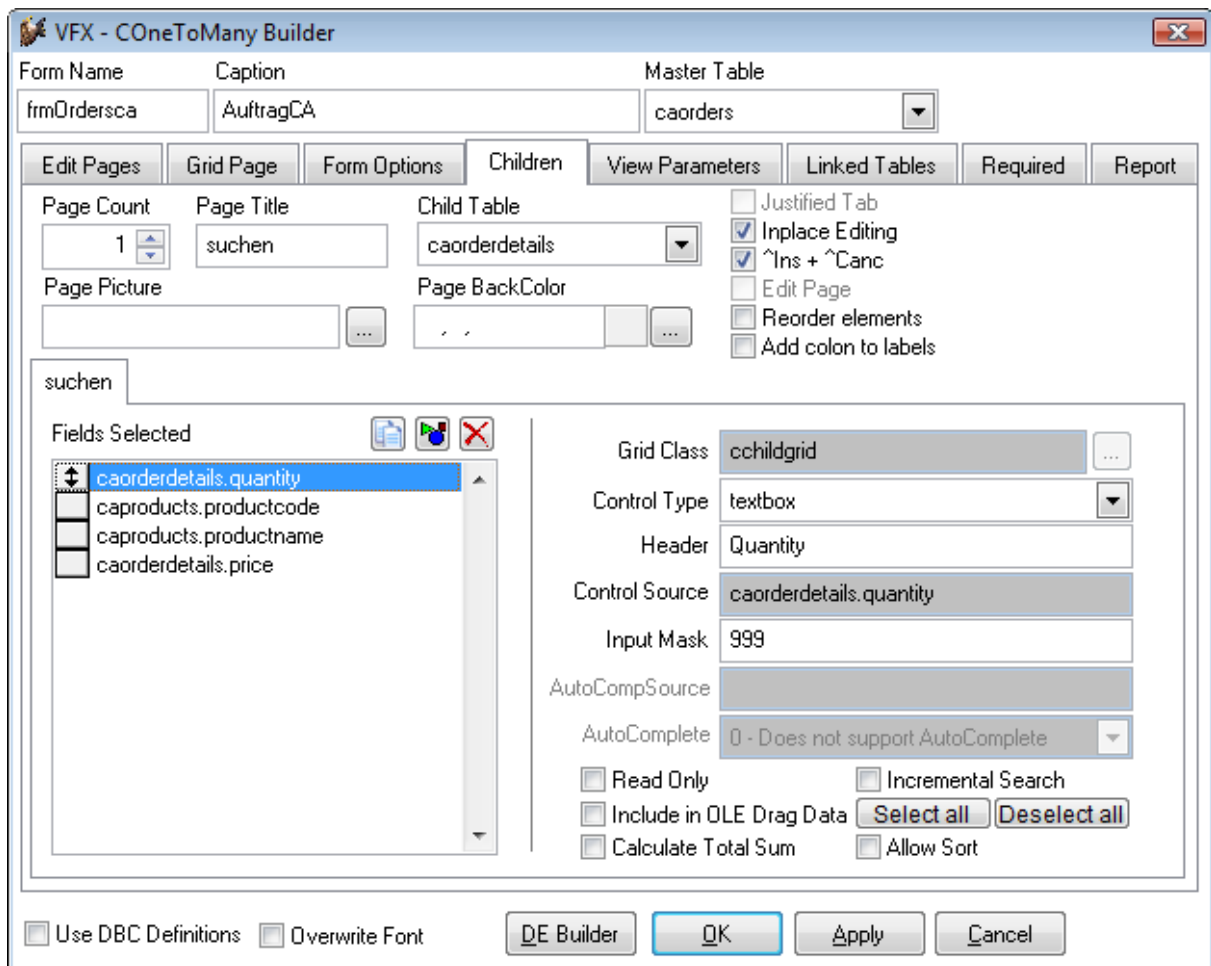 VFX - COneToMany Builder
Form Name Caption Master Table
frmOrdersca AuftragCA caorders
Edit Pages Grid Page Form Options Children View Parameters Linked Tables Required Report
Page Count Page Title Child Table Justified Tab
1 suchen caorderdetails Inplace Editing
^Ins + ^Canc
Page Picture Page BackColor Edit Page
... , , ... Reorder elements
Add colon to labels
suchen
Fields Selected
caorderdetails.quantity
caproducts.productcode
caproducts.productname
caorderdetails.price
Grid Class cchildgrid ...
Control Type textbox
Header Quantity
Control Source caorderdetails.quantity
Input Mask 999
AutoCompSource
AutoComplete 0 - Does not support AutoComplete
Read Only Incremental Search
Include in OLE Drag Data Select all Deselect all
Calculate Total Sum Allow Sort
Use DBC Definitions Overwrite Font DE Builder OK Apply Cancel